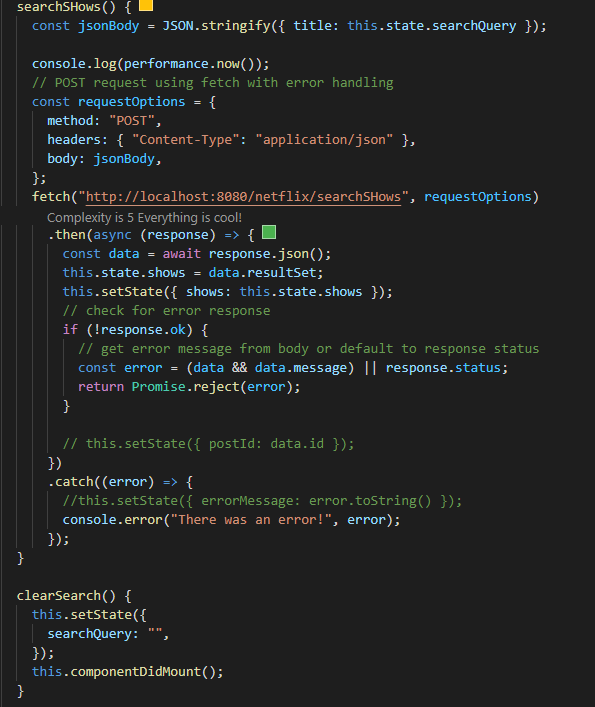 searchSHows() {
const jsonBody = JSON.stringify({ title: this.state.searchQuery });
console.log(performance.now());
// POST request using fetch with error handling
const requestOptions = {
method: "POST",
headers: { "Content-Type": "application/json" },
body: jsonBody,
};
fetch("http://localhost:8080/netflix/searchSHows", requestOptions)
Complexity is 5 Everything is cool!
.then(async (response) => {
const data = await response.json();
this.state.shows = data.resultSet;
this.setState({ shows: this.state.shows });
// check for error response
if (!response.ok) {
// get error message from body or default to response status
const error = (data && data.message) || response.status;
return Promise.reject(error);
}
// this.setState({ postId: data.id });
})
.catch((error) => {
//this.setState({ errorMessage: error.toString() });
console.error("There was an error!", error);
});
}
clearSearch() {
this.setState({
searchQuery: "",
});
this.componentDidMount();
}